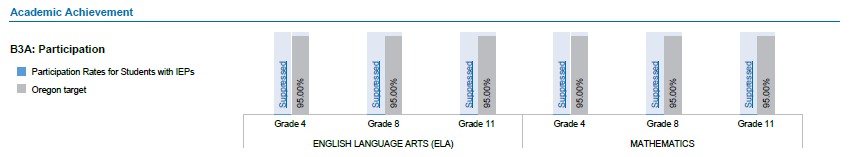 Academic Achievement
B3A: Participation
Participation Rates for Students with IEPs
Oregon target
Suppressed 95.00% Suppressed 95.00% Suppressed 95.00% Suppressed 95.00% Suppressed 95.00% Suppressed 95.00%
Grade 4 Grade 8 Grade 11 Grade 4 Grade 8 Grade 11
ENGLISH LANGUAGE ARTS (ELA) MATHEMATICS